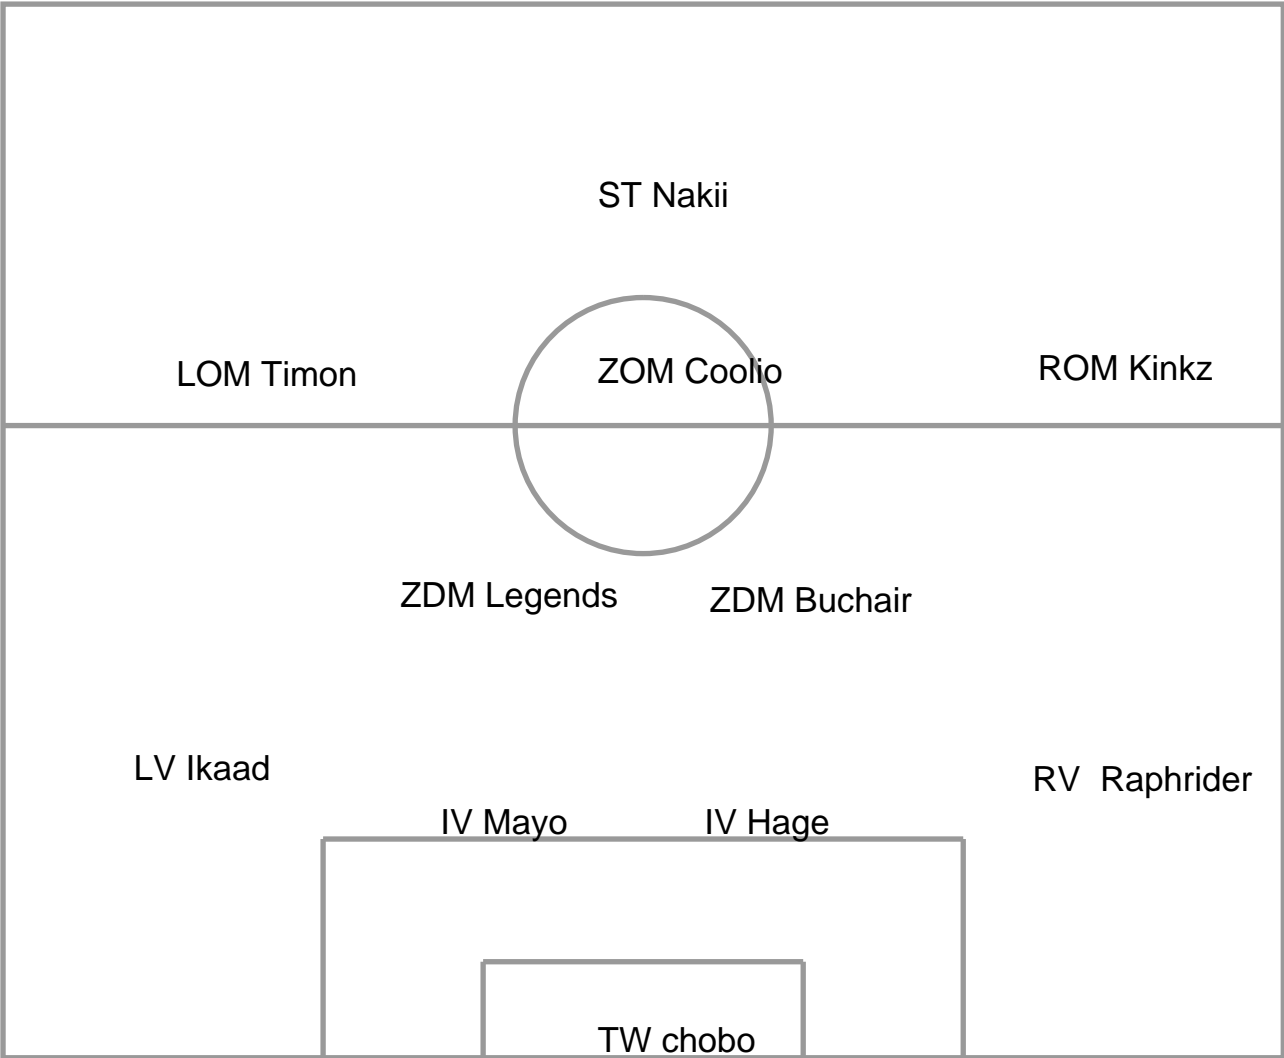 ST Nakii
LOM Timon
ZOM Coolio
ROM Kinkz
ZDM Legends
ZDM Buchair
LV Ikaad
RV  Raphrider
IV Mayo
IV Hage
TW chobo